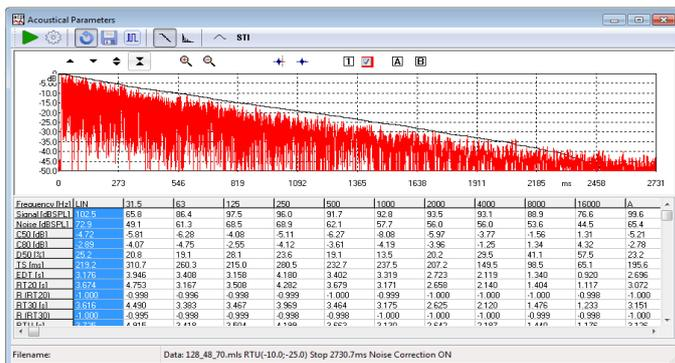 Acoustical Parameters
STI
1 A B
dB
-5.0
-10.0
-15.0
-20.0
-25.0
-30.0
-35.0
-40.0
-45.0
-50.0
0 273 546 819 1092 1365 1638 1911 2185 ms 2458 2731
Frequency [Hz] LIN 31.5 63 125 250 500 1000 2000 4000 8000 16000 A
Signal [dBSPL] 102.5 65.8 86.4 97.5 96.0 91.7 92.8 93.5 93.1 88.9 76.6 99.6
Noise [dBSPL] 72.9 49.1 61.3 68.5 68.9 62.1 57.7 56.0 56.0 53.6 44.5 65.4
C50 [dB] -4.72 -5.81 -6.28 -4.08 -5.11 -6.27 -8.08 -5.97 -3.77 -1.56 1.31 -5.21
C80 [dB] -2.89 -4.07 -4.75 -2.55 -4.12 -3.61 -4.19 -3.96 -1.25 1.34 4.32 -2.78
D50 [%] 25.2 20.8 19.1 28.1 23.6 19.1 13.5 20.2 29.5 41.1 57.5 23.2
TS [ms] 219.2 310.7 260.3 215.0 280.5 232.7 237.5 207.2 149.5 98.5 65.1 195.6
EDT [s] 3.176 3.946 3.408 3.158 4.180 3.402 3.319 2.723 2.119 1.340 0.920 2.696
RT20 [s] 3.674 4.753 3.167 3.508 4.282 3.679 3.171 2.658 2.140 1.404 1.117 3.072
R (RT20) -1.000 -0.996 -0.996 -0.999 -0.999 -1.000 -0.999 -1.000 -1.000 -0.999 -0.998 -1.000
RT30 [s] 3.616 4.490 3.383 3.467 3.969 3.464 3.175 2.625 2.120 1.476 1.233 3.151
R (RT30) -1.000 -0.995 -0.998 -0.999 -0.998 -1.000 -1.000 -1.000 -1.000 -0.999 -0.998 -1.000
Filename: Data: 128_48_70.mls RTU(-10.0;-25.0) Stop 2730.7ms Noise Correction ON